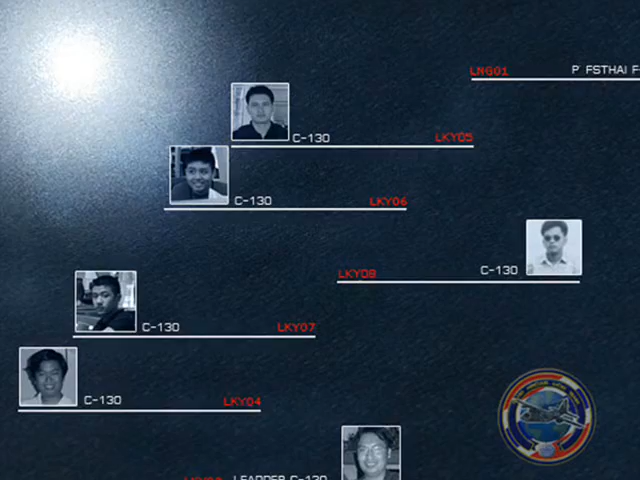 LNG01 P FSTHAI F
C-130 LKY05
C-130 LKY06
LKY08 C-130
C-130 LKY07
C-130 LKY04
LEADDER C-130